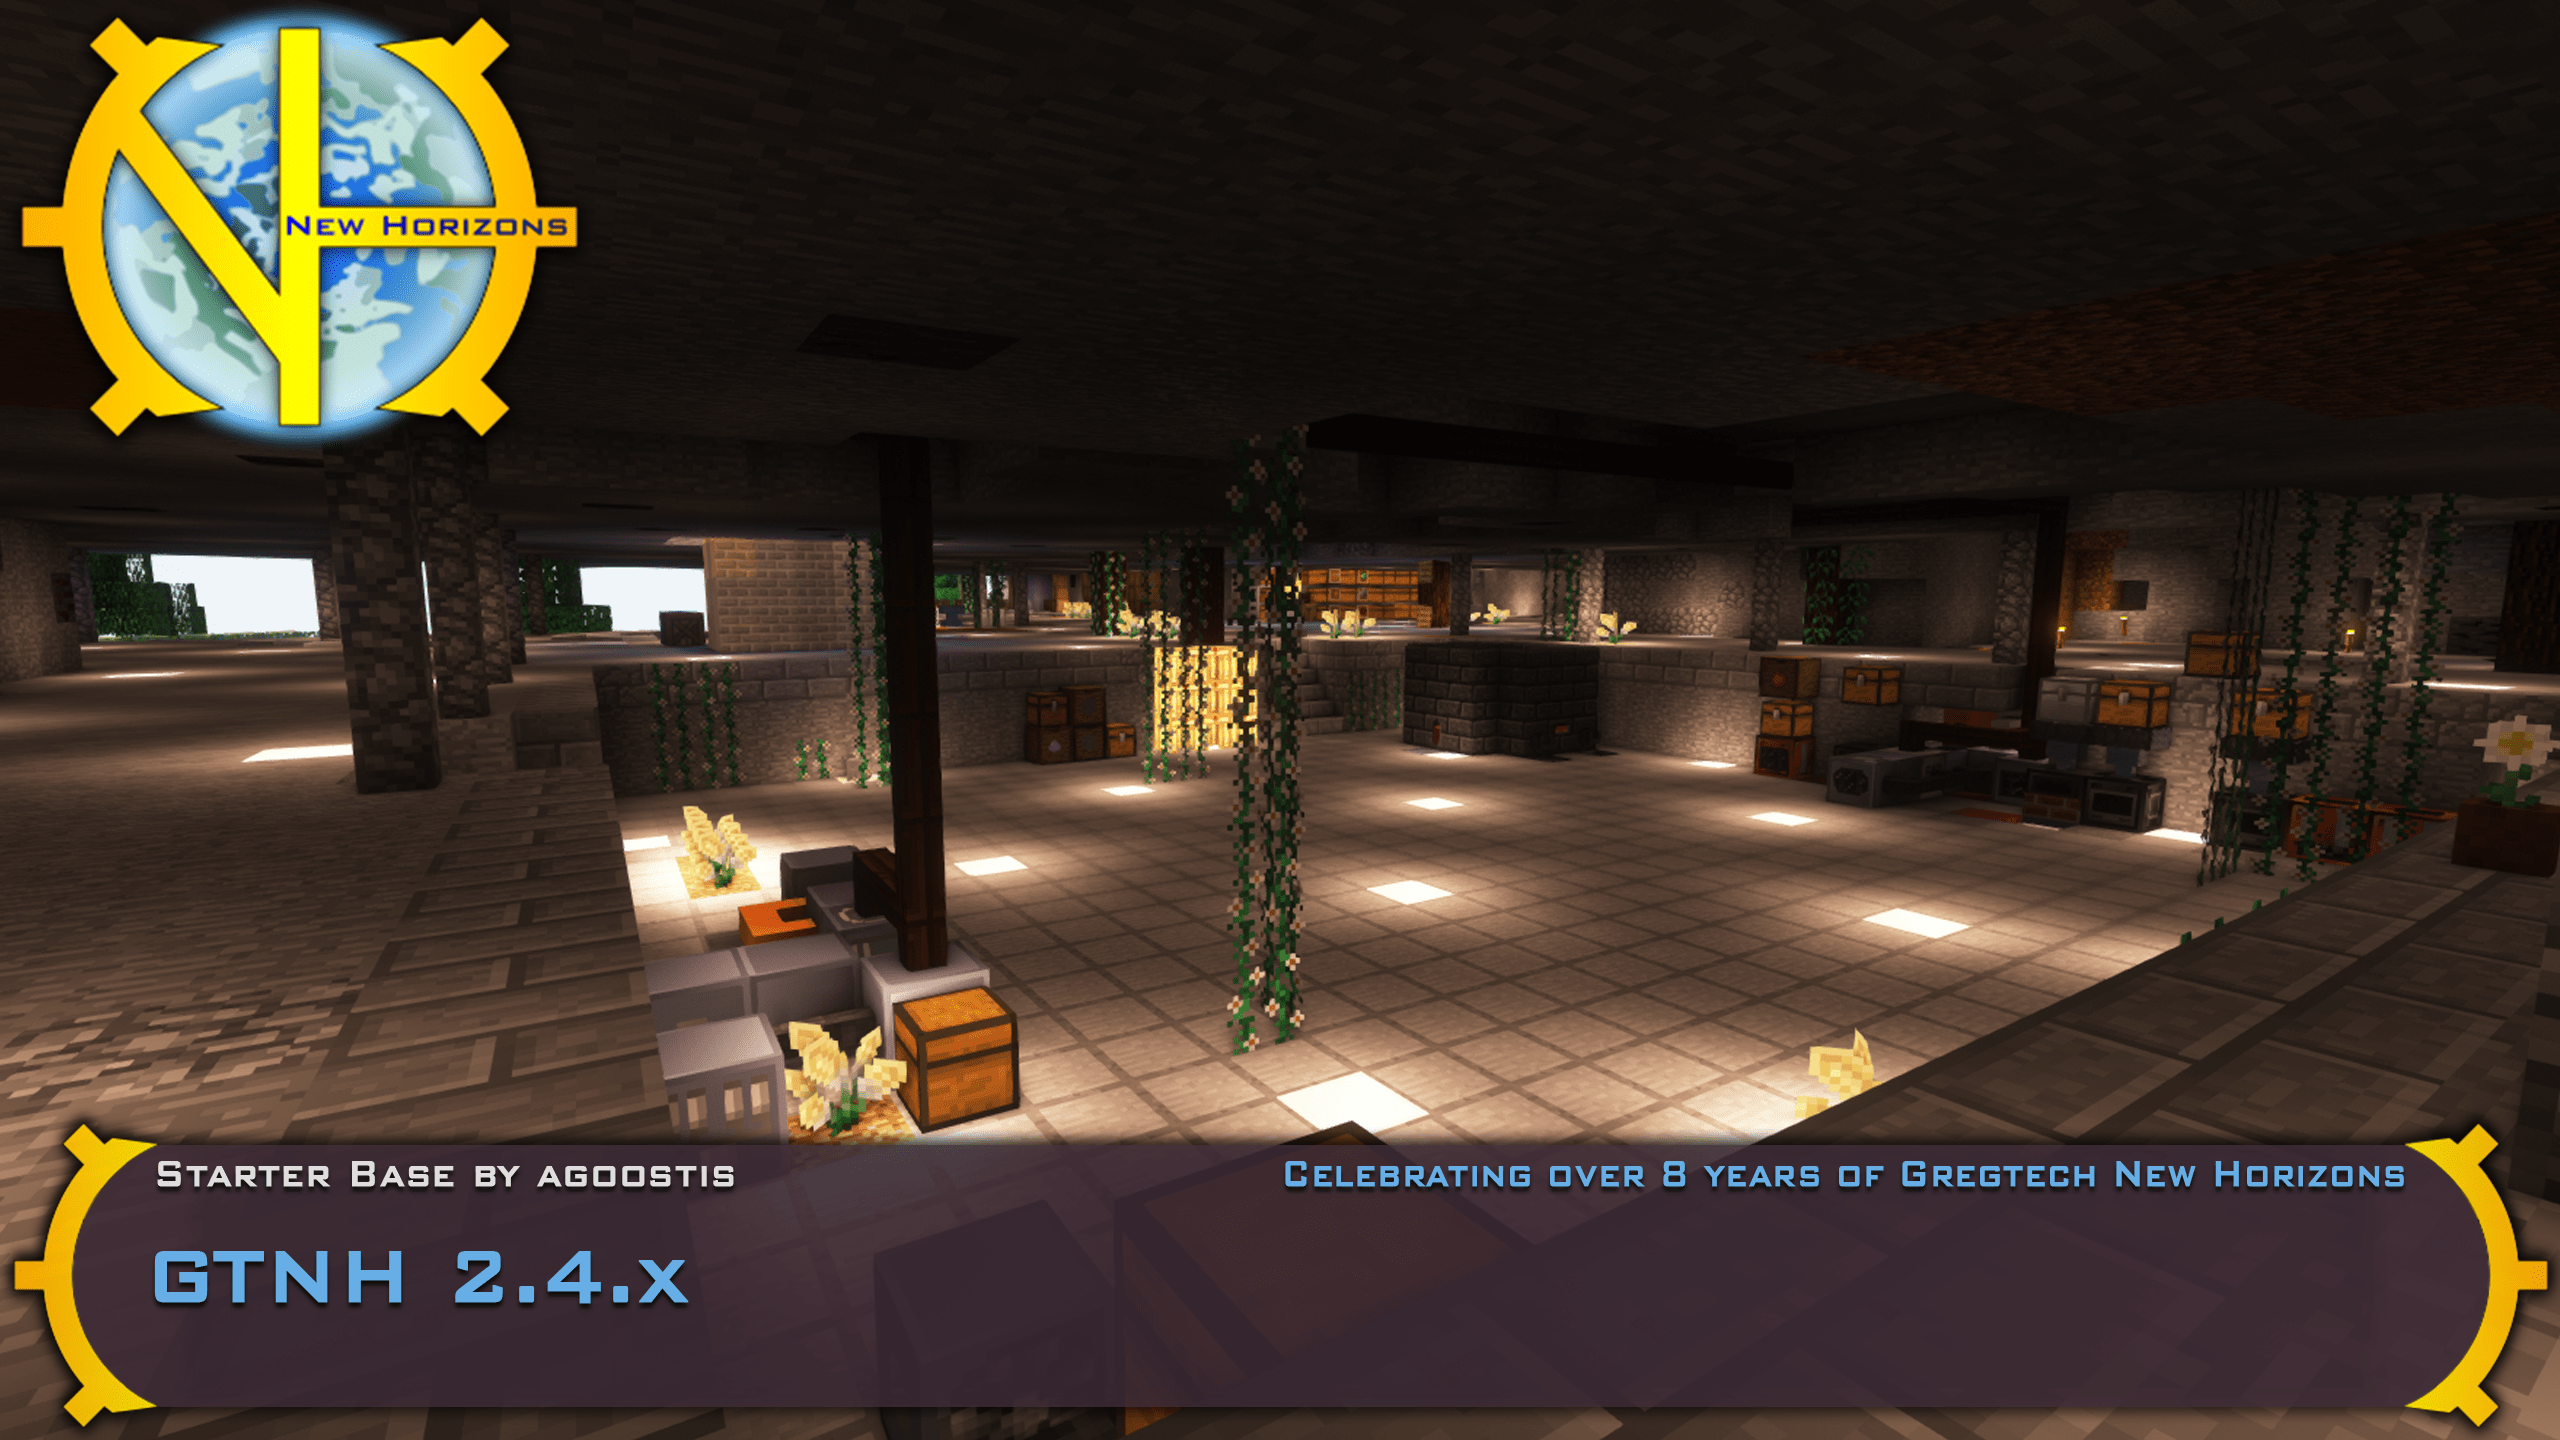 New Horizons
Starter Base by agoostis
Celebrating over 8 years of Gregtech New Horizons
GTNH 2.4.x